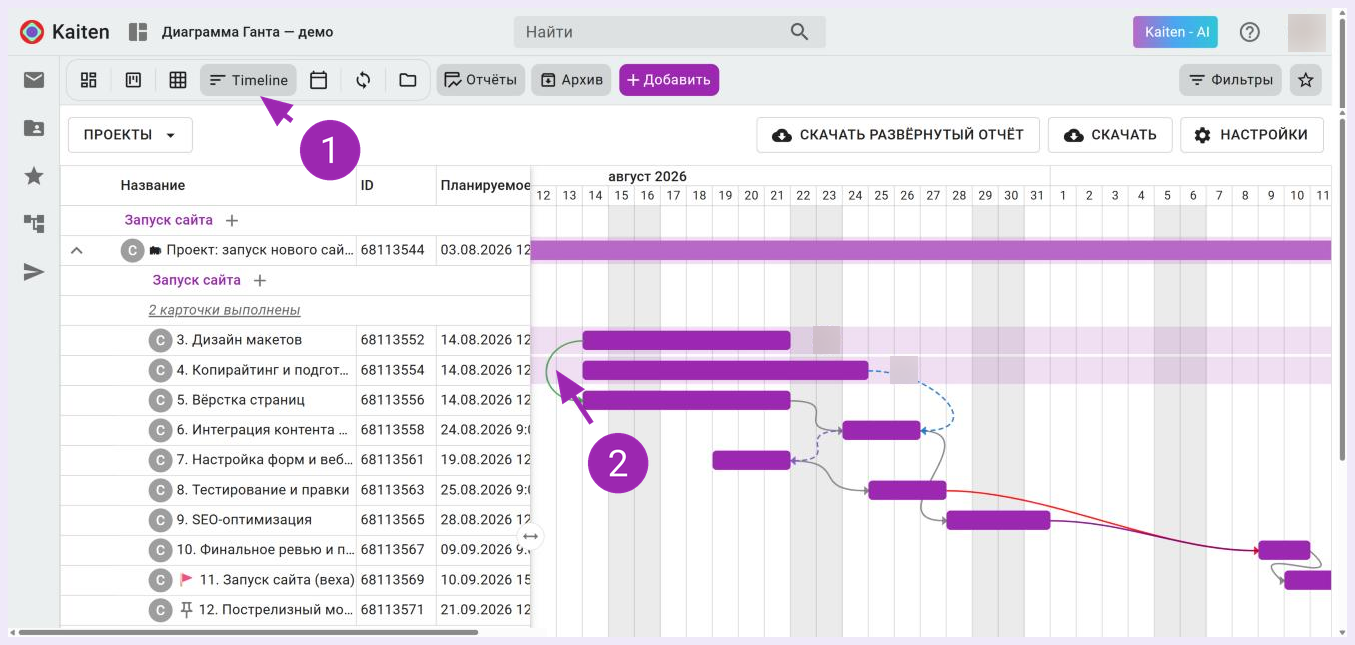 Kaiten Диаграмма Ганта — демо Найти Kaiten - AI
Timeline Отчёты Архив + Добавить Фильтры
ПРОЕКТЫ СКАЧАТЬ РАЗВЁРНУТЫЙ ОТЧЁТ СКАЧАТЬ НАСТРОЙКИ
1
Название ID Планируемое
август 2026
12 13 14 15 16 17 18 19 20 21 22 23 24 25 26 27 28 29 30 31 1 2 3 4 5 6 7 8 9 10 11
Запуск сайта +
C Проект: запуск нового сай... 68113544 03.08.2026 12
Запуск сайта +
2 карточки выполнены
C 3. Дизайн макетов 68113552 14.08.2026 12
C 4. Копирайтинг и подгот... 68113554 14.08.2026 12
C 5. Вёрстка страниц 68113556 14.08.2026 12
C 6. Интеграция контента ... 68113558 24.08.2026 9:0
2
C 7. Настройка форм и веб... 68113561 19.08.2026 12
C 8. Тестирование и правки 68113563 25.08.2026 9:0
C 9. SEO-оптимизация 68113565 28.08.2026 12
C 10. Финальное ревью и п... 68113567 09.09.2026 9:
C 11. Запуск сайта (веха) 68113569 10.09.2026 15
C 12. Пострелизный мо... 68113571 21.09.2026 12